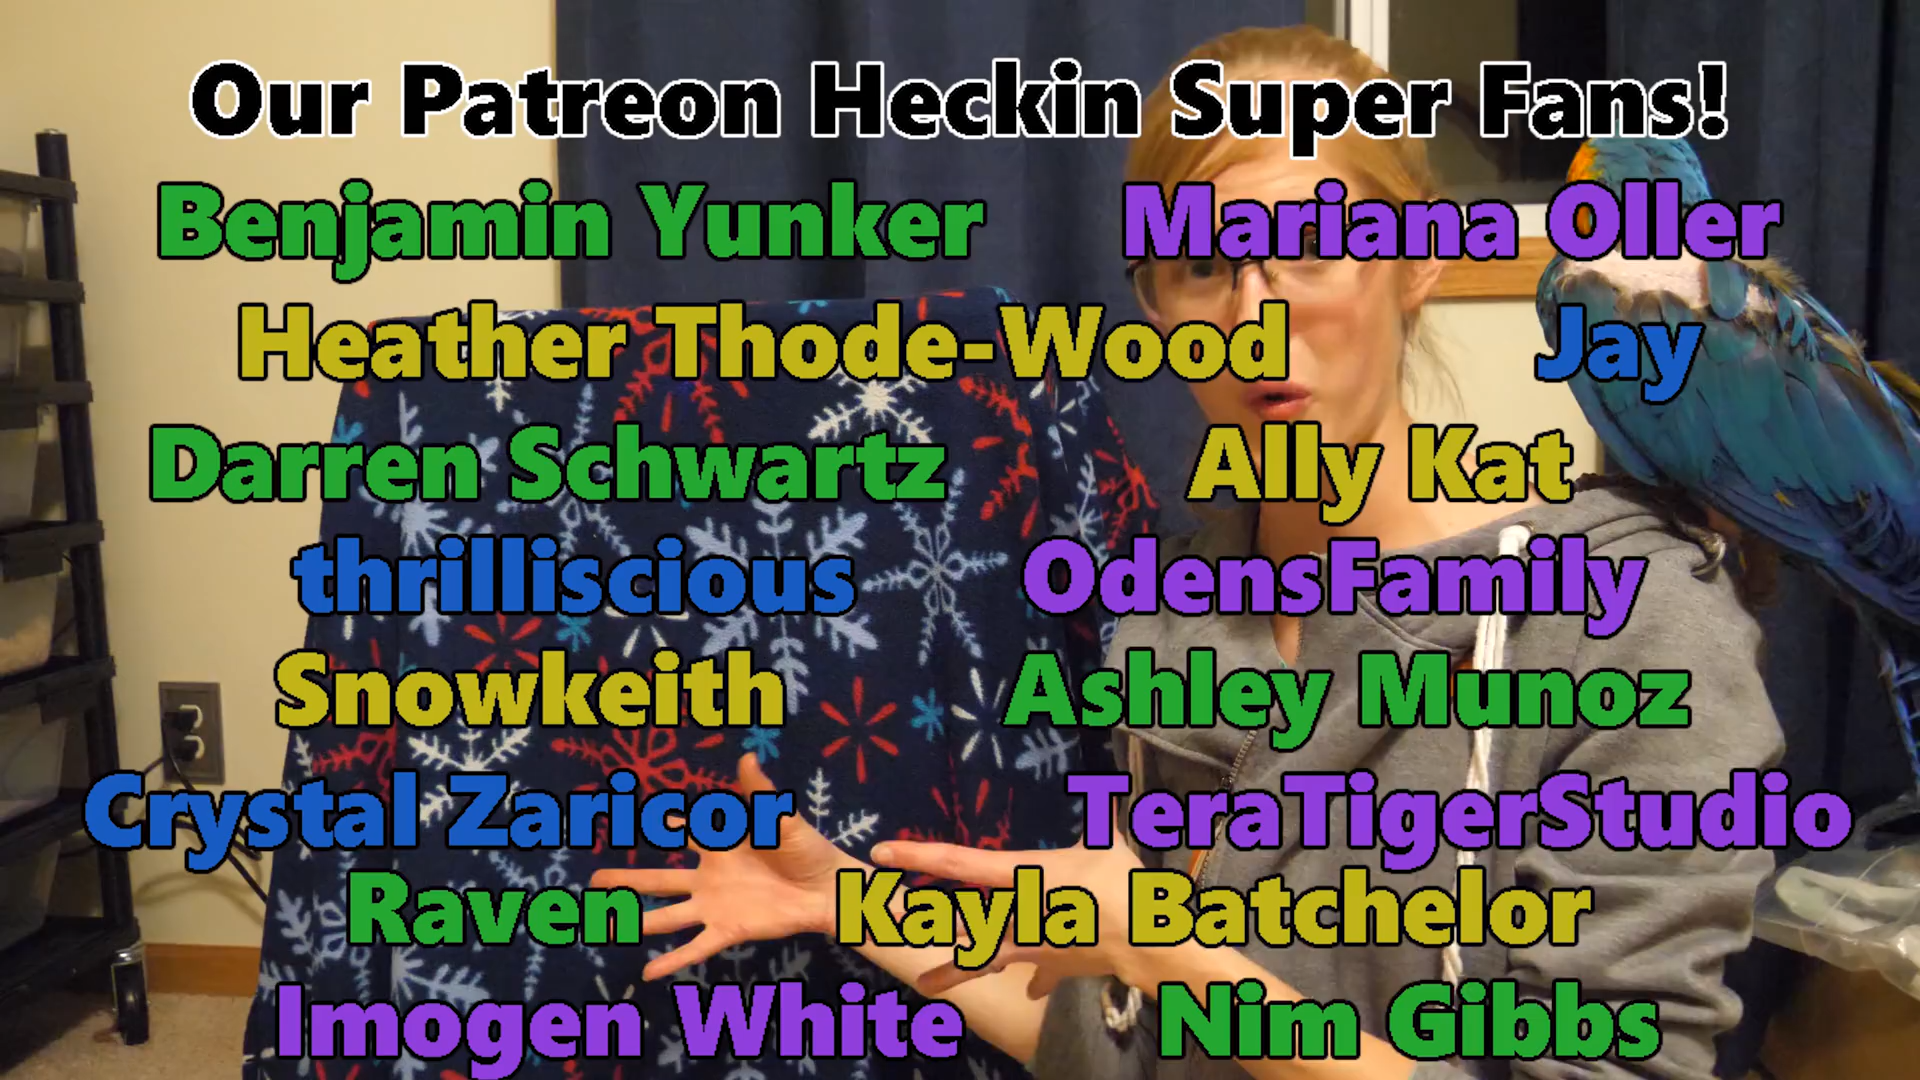 Our Patreon Heckin Super Fans!
Benjamin Yunker Mariana Oller
Heather Thode-Wood Jay
Darren Schwartz Ally Kat
thrilliscious OdensFamily
Snowkeith Ashley Munoz
Crystal Zaricor TeraTigerStudio
Raven Kayla Batchelor
Imogen White Nim Gibbs